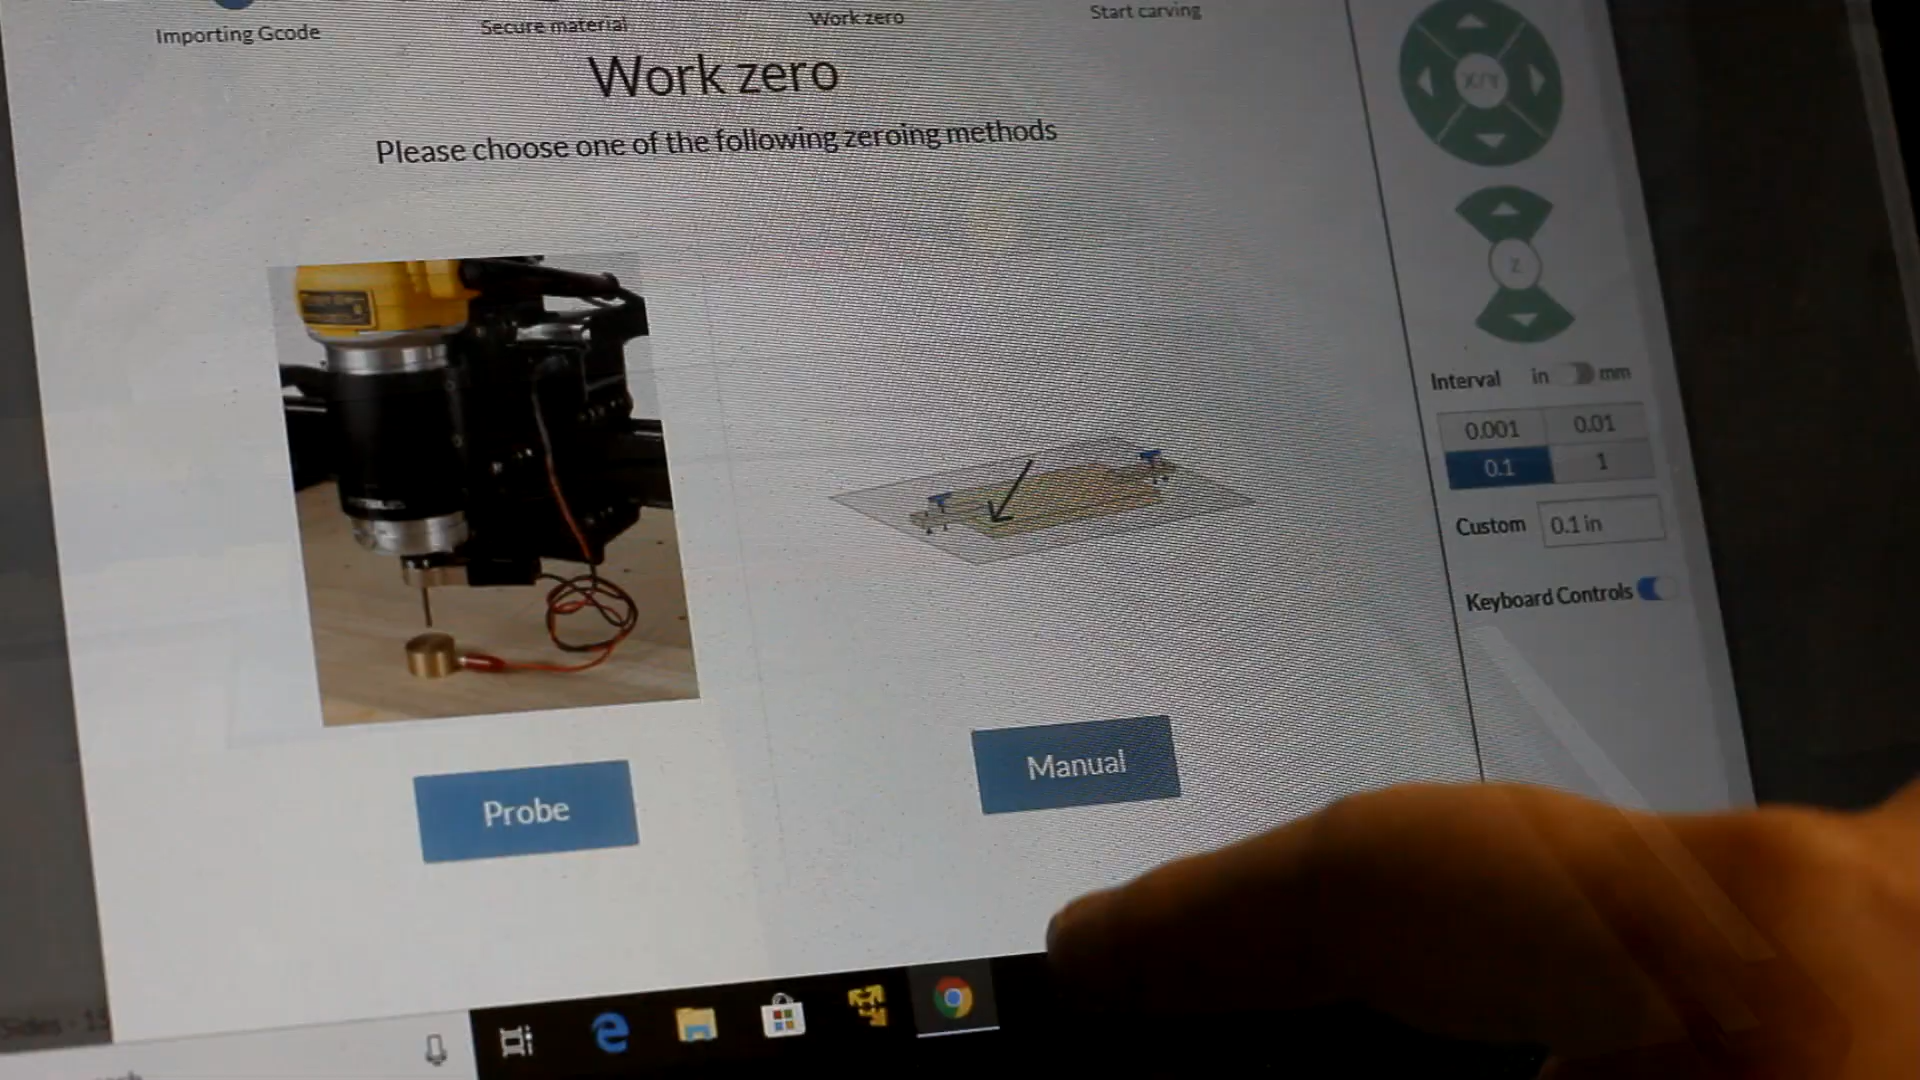 Importing Gcode
Secure material
Work zero
Start carving
Work zero
Please choose one of the following zeroing methods
X/Y
Z
Interval in mm
0.001 0.01
0.1 1
Custom 0.1 in
Keyboard Controls
Probe
Manual